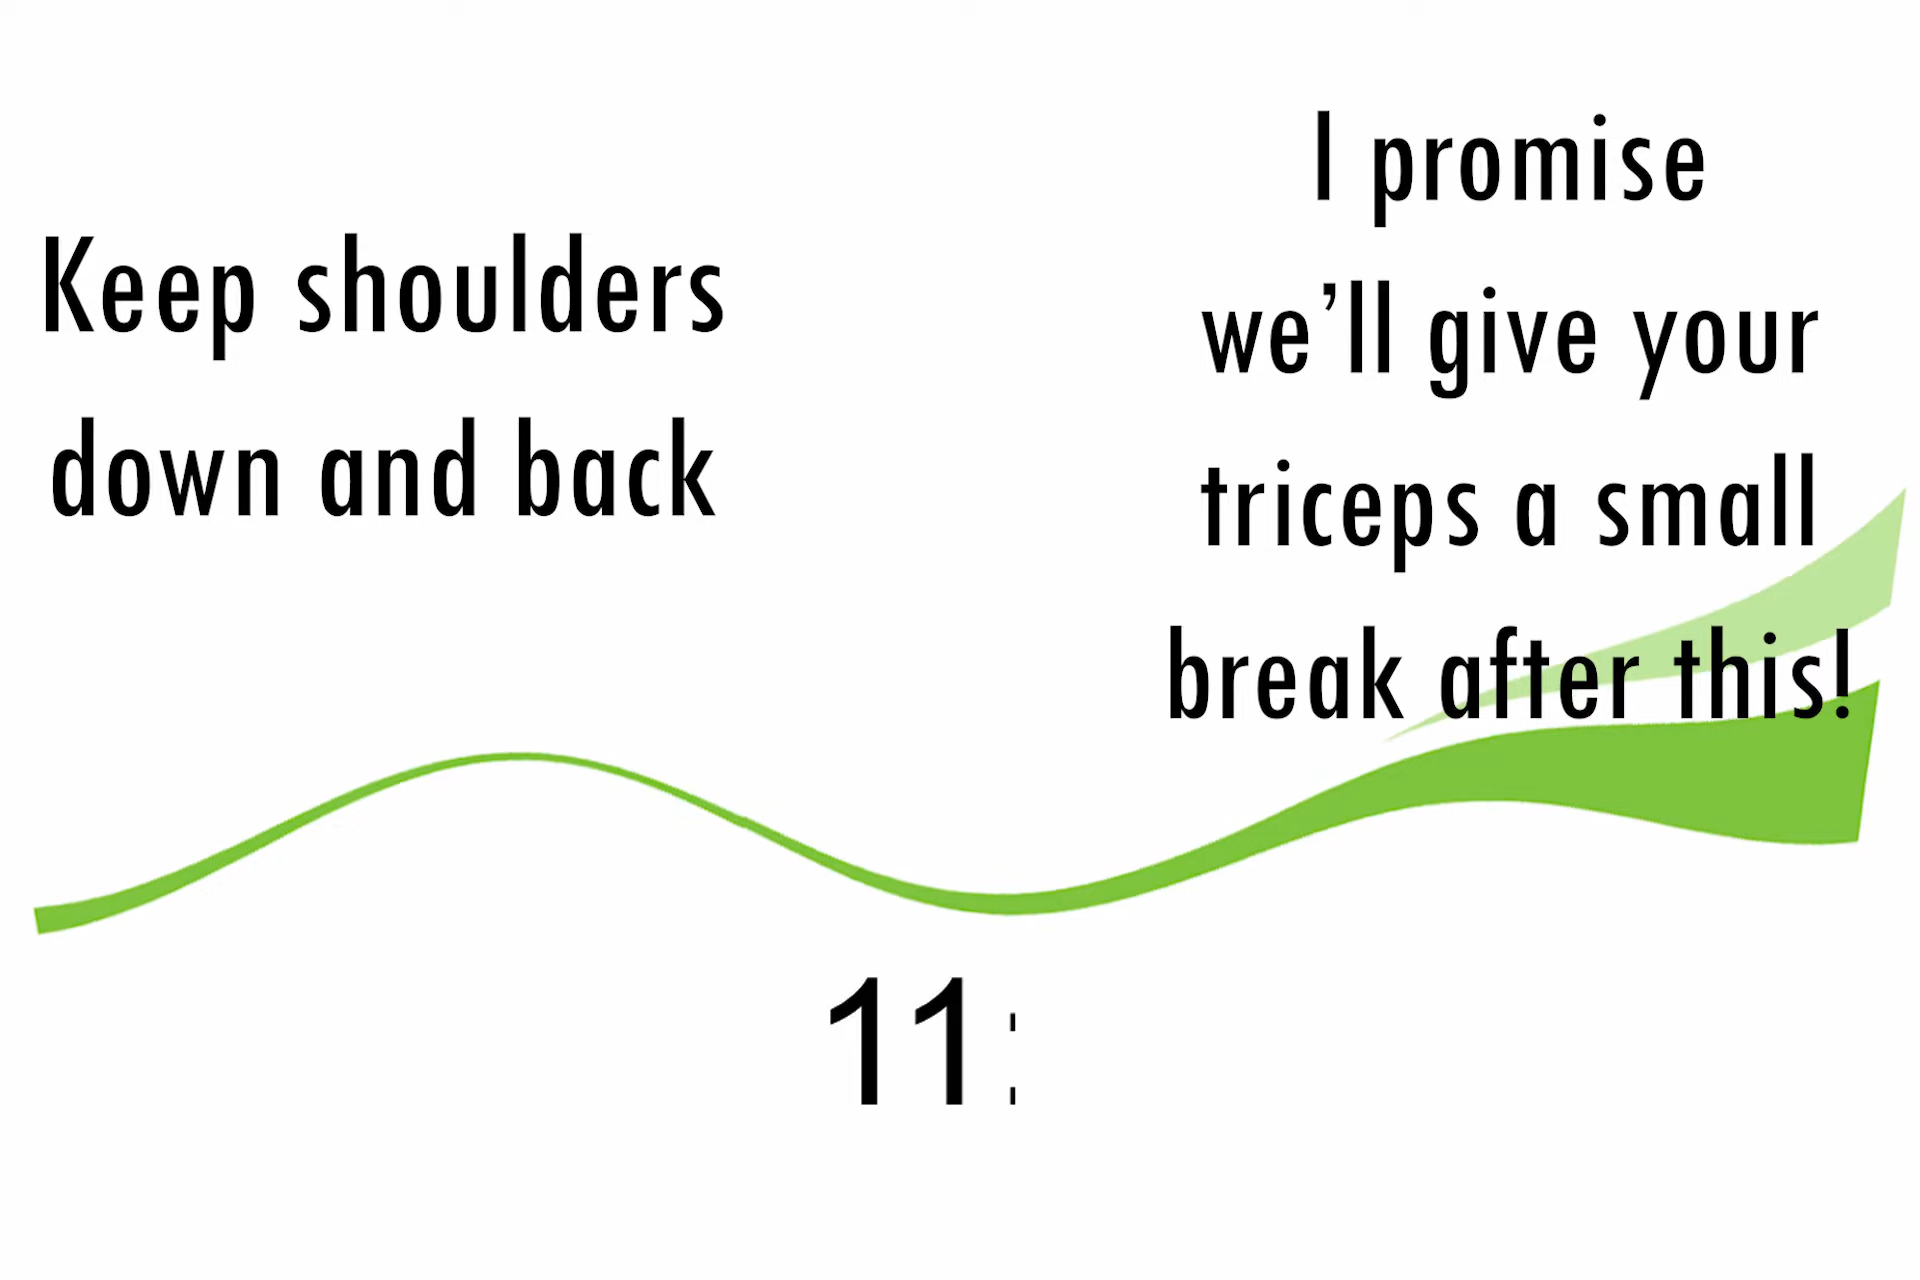 Keep shoulders
down and back
I promise
we’ll give your
triceps a small
break after this!
11: